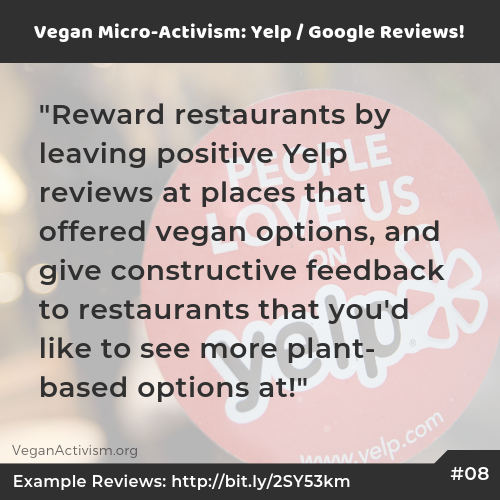 Vegan Micro-Activism: Yelp / Google Reviews!
"Reward restaurants by
leaving positive Yelp
reviews at places that
offered vegan options, and
give constructive feedback
to restaurants that you'd
like to see more plant-
based options at!"
PEOPLE
LOVE US
ON
yelp
www.yelp.com
VeganActivism.org
#08
Example Reviews: http://bit.ly/2SY53km